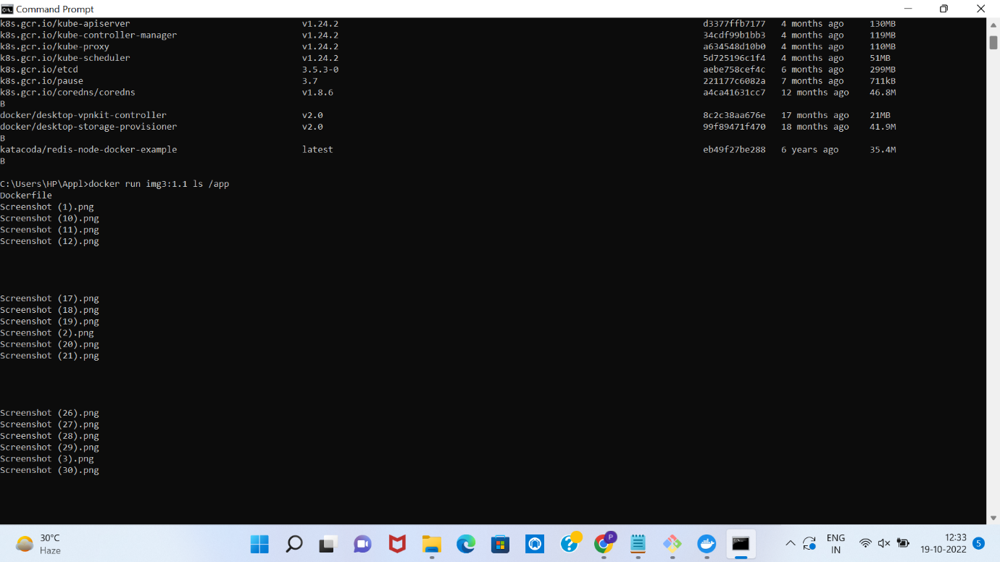 Command Prompt
k8s.gcr.io/kube-apiserver v1.24.2 d3377ffb7177 4 months ago 130MB
k8s.gcr.io/kube-controller-manager v1.24.2 34cdf99b1bb3 4 months ago 119MB
k8s.gcr.io/kube-proxy v1.24.2 a634548d10b0 4 months ago 110MB
k8s.gcr.io/kube-scheduler v1.24.2 5d725196c1f4 4 months ago 51MB
k8s.gcr.io/etcd 3.5.3-0 aebe758cef4c 6 months ago 299MB
k8s.gcr.io/pause 3.7 221177c6082a 7 months ago 711kB
k8s.gcr.io/coredns/coredns v1.8.6 a4ca41631cc7 12 months ago 46.8M
B
docker/desktop-vpnkit-controller v2.0 8c2c38aa676e 17 months ago 21MB
docker/desktop-storage-provisioner v2.0 99f89471f470 18 months ago 41.9M
B
katacoda/redis-node-docker-example latest eb49f27be288 6 years ago 35.4M
B
C:\Users\HP\Appl>docker run img3:1.1 ls /app
Dockerfile
Screenshot (1).png
Screenshot (10).png
Screenshot (11).png
Screenshot (12).png
Screenshot (17).png
Screenshot (18).png
Screenshot (19).png
Screenshot (2).png
Screenshot (20).png
Screenshot (21).png
Screenshot (26).png
Screenshot (27).png
Screenshot (28).png
Screenshot (29).png
Screenshot (3).png
Screenshot (30).png
30°C
Haze
P
ENG
IN
12:33
19-10-2022
5